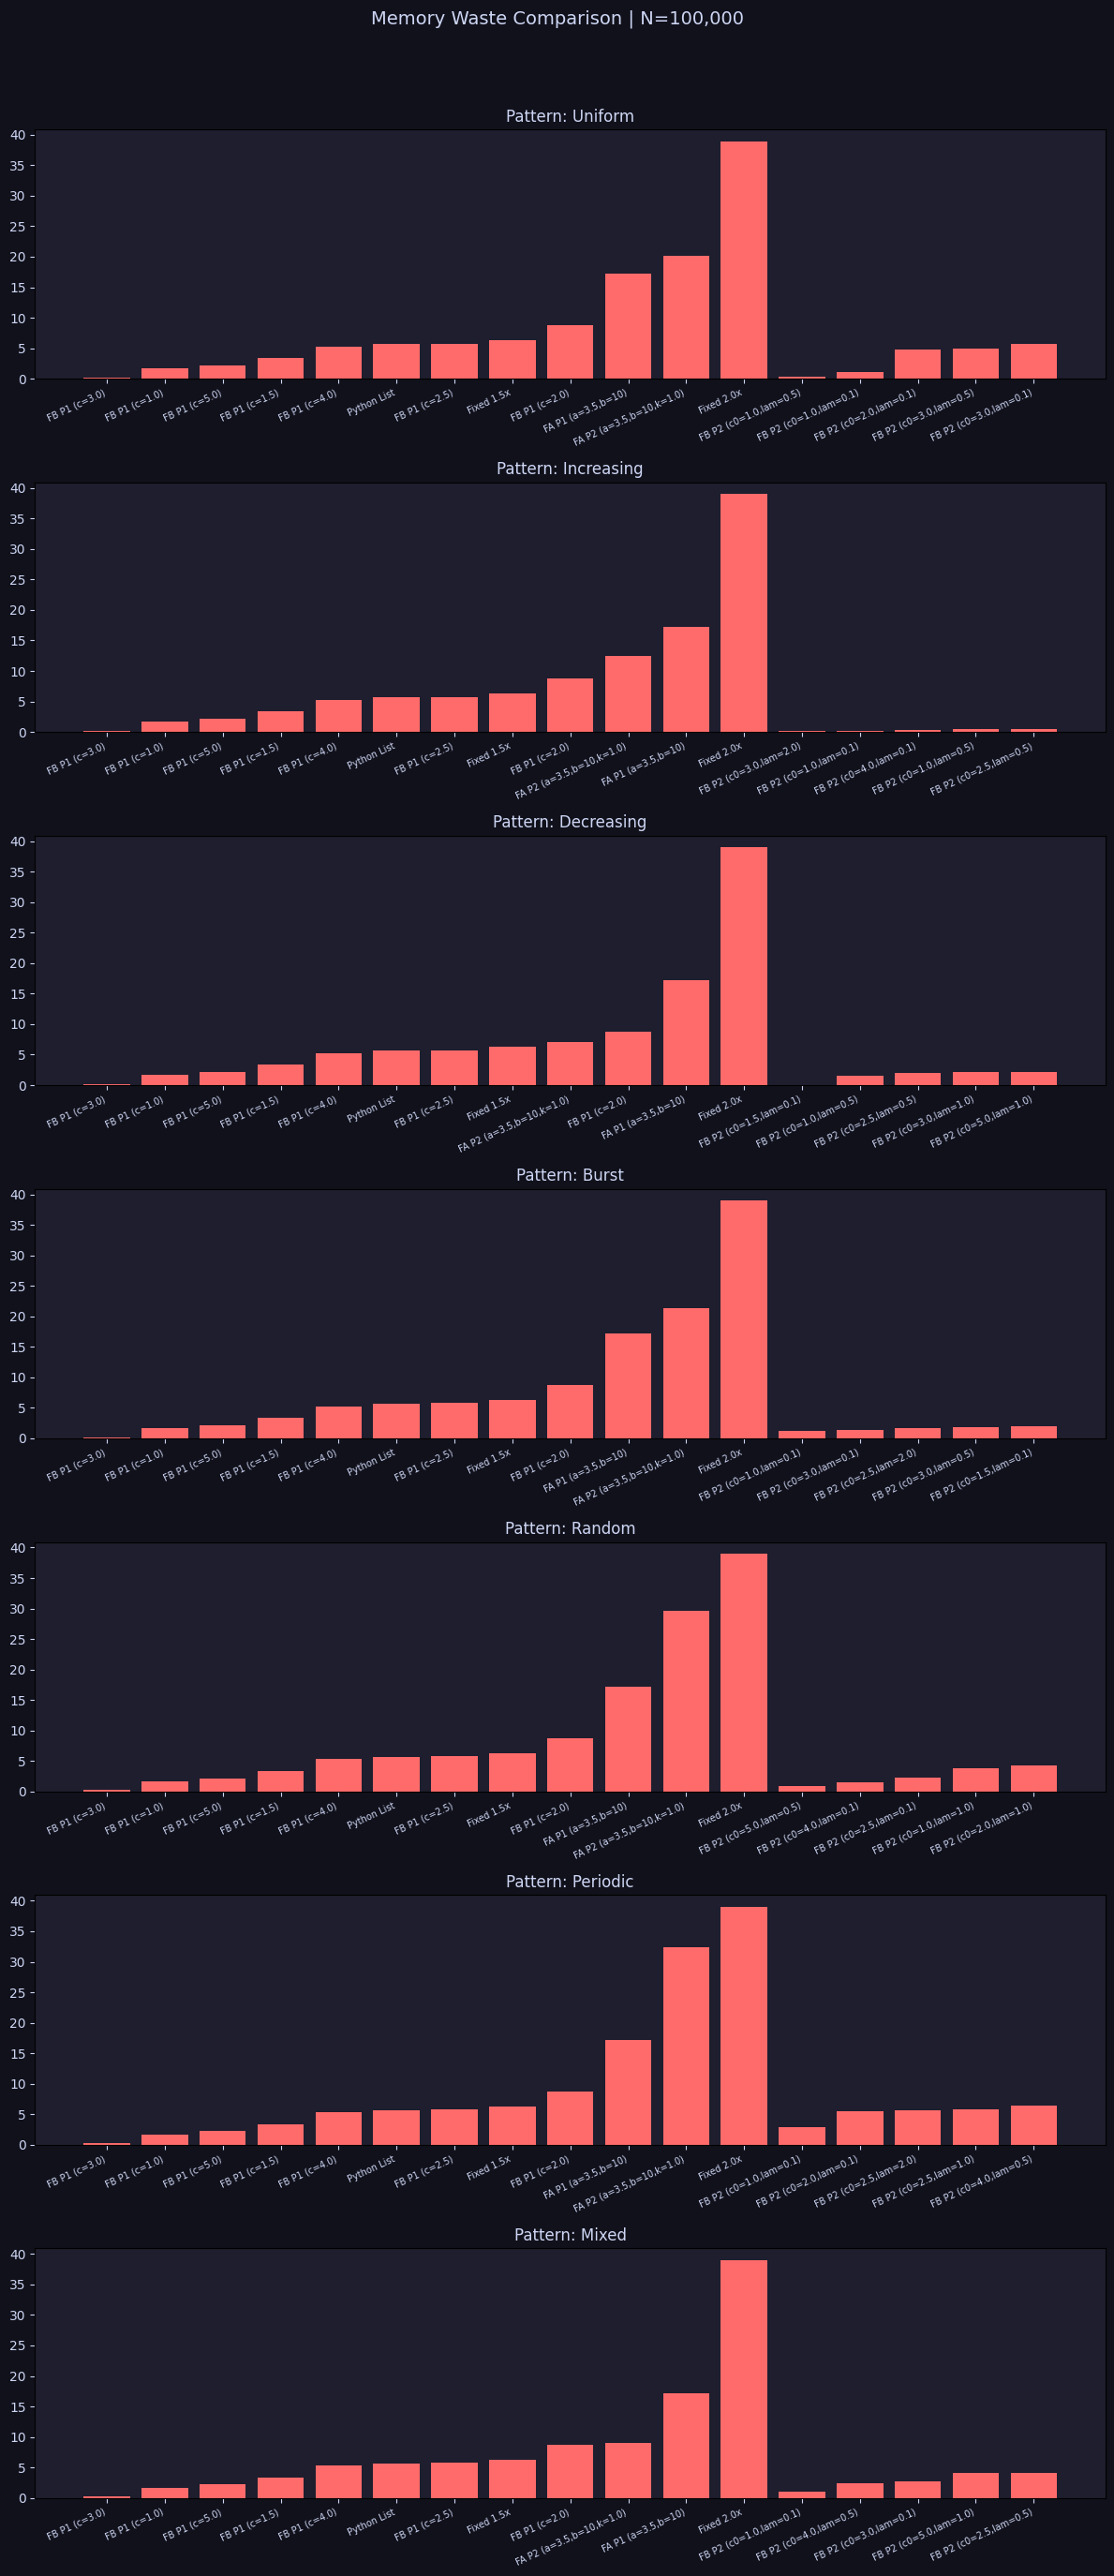 Memory Waste Comparison | N=100,000
Pattern: Uniform
40
35
30
25
20
15
10
5
0
FB P1 (c=3.0)
FB P1 (c=1.0)
FB P1 (c=5.0)
FB P1 (c=1.5)
FB P1 (c=4.0)
Python List
FB P1 (c=2.5)
Fixed 1.5x
FB P1 (c=2.0)
FA P1 (a=3.5,b=10)
FA P2 (a=3.5,b=10,k=1.0)
Fixed 2.0x
FB P2 (c0=1.0,lam=0.5)
FB P2 (c0=1.0,lam=0.1)
FB P2 (c0=2.0,lam=0.1)
FB P2 (c0=3.0,lam=0.5)
FB P2 (c0=3.0,lam=0.1)
Pattern: Increasing
40
35
30
25
20
15
10
5
0
FB P1 (c=3.0)
FB P1 (c=1.0)
FB P1 (c=5.0)
FB P1 (c=1.5)
FB P1 (c=4.0)
Python List
FB P1 (c=2.5)
Fixed 1.5x
FB P1 (c=2.0)
FA P2 (a=3.5,b=10,k=1.0)
FA P1 (a=3.5,b=10)
Fixed 2.0x
FB P2 (c0=3.0,lam=2.0)
FB P2 (c0=1.0,lam=0.1)
FB P2 (c0=4.0,lam=0.1)
FB P2 (c0=1.0,lam=0.5)
FB P2 (c0=2.5,lam=0.5)
Pattern: Decreasing
40
35
30
25
20
15
10
5
0
FB P1 (c=3.0)
FB P1 (c=1.0)
FB P1 (c=5.0)
FB P1 (c=1.5)
FB P1 (c=4.0)
Python List
FB P1 (c=2.5)
Fixed 1.5x
FA P2 (a=3.5,b=10,k=1.0)
FB P1 (c=2.0)
FA P1 (a=3.5,b=10)
Fixed 2.0x
FB P2 (c0=1.5,lam=0.1)
FB P2 (c0=1.0,lam=0.5)
FB P2 (c0=2.5,lam=0.5)
FB P2 (c0=3.0,lam=1.0)
FB P2 (c0=5.0,lam=1.0)
Pattern: Burst
40
35
30
25
20
15
10
5
0
FB P1 (c=3.0)
FB P1 (c=1.0)
FB P1 (c=5.0)
FB P1 (c=1.5)
FB P1 (c=4.0)
Python List
FB P1 (c=2.5)
Fixed 1.5x
FB P1 (c=2.0)
FA P1 (a=3.5,b=10)
FA P2 (a=3.5,b=10,k=1.0)
Fixed 2.0x
FB P2 (c0=1.0,lam=0.1)
FB P2 (c0=3.0,lam=0.1)
FB P2 (c0=2.5,lam=2.0)
FB P2 (c0=3.0,lam=0.5)
FB P2 (c0=1.5,lam=0.1)
Pattern: Random
40
35
30
25
20
15
10
5
0
FB P1 (c=3.0)
FB P1 (c=1.0)
FB P1 (c=5.0)
FB P1 (c=1.5)
FB P1 (c=4.0)
Python List
FB P1 (c=2.5)
Fixed 1.5x
FB P1 (c=2.0)
FA P1 (a=3.5,b=10)
FA P2 (a=3.5,b=10,k=1.0)
Fixed 2.0x
FB P2 (c0=5.0,lam=0.5)
FB P2 (c0=4.0,lam=0.1)
FB P2 (c0=2.5,lam=0.1)
FB P2 (c0=1.0,lam=1.0)
FB P2 (c0=2.0,lam=1.0)
Pattern: Periodic
40
35
30
25
20
15
10
5
0
FB P1 (c=3.0)
FB P1 (c=1.0)
FB P1 (c=5.0)
FB P1 (c=1.5)
FB P1 (c=4.0)
Python List
FB P1 (c=2.5)
Fixed 1.5x
FB P1 (c=2.0)
FA P1 (a=3.5,b=10)
FA P2 (a=3.5,b=10,k=1.0)
Fixed 2.0x
FB P2 (c0=1.0,lam=0.1)
FB P2 (c0=2.0,lam=0.1)
FB P2 (c0=2.5,lam=2.0)
FB P2 (c0=2.5,lam=1.0)
FB P2 (c0=4.0,lam=0.5)
Pattern: Mixed
40
35
30
25
20
15
10
5
0
FB P1 (c=3.0)
FB P1 (c=1.0)
FB P1 (c=5.0)
FB P1 (c=1.5)
FB P1 (c=4.0)
Python List
FB P1 (c=2.5)
Fixed 1.5x
FB P1 (c=2.0)
FA P2 (a=3.5,b=10,k=1.0)
FA P1 (a=3.5,b=10)
Fixed 2.0x
FB P2 (c0=1.0,lam=0.1)
FB P2 (c0=4.0,lam=0.5)
FB P2 (c0=3.0,lam=0.1)
FB P2 (c0=5.0,lam=1.0)
FB P2 (c0=2.5,lam=0.5)